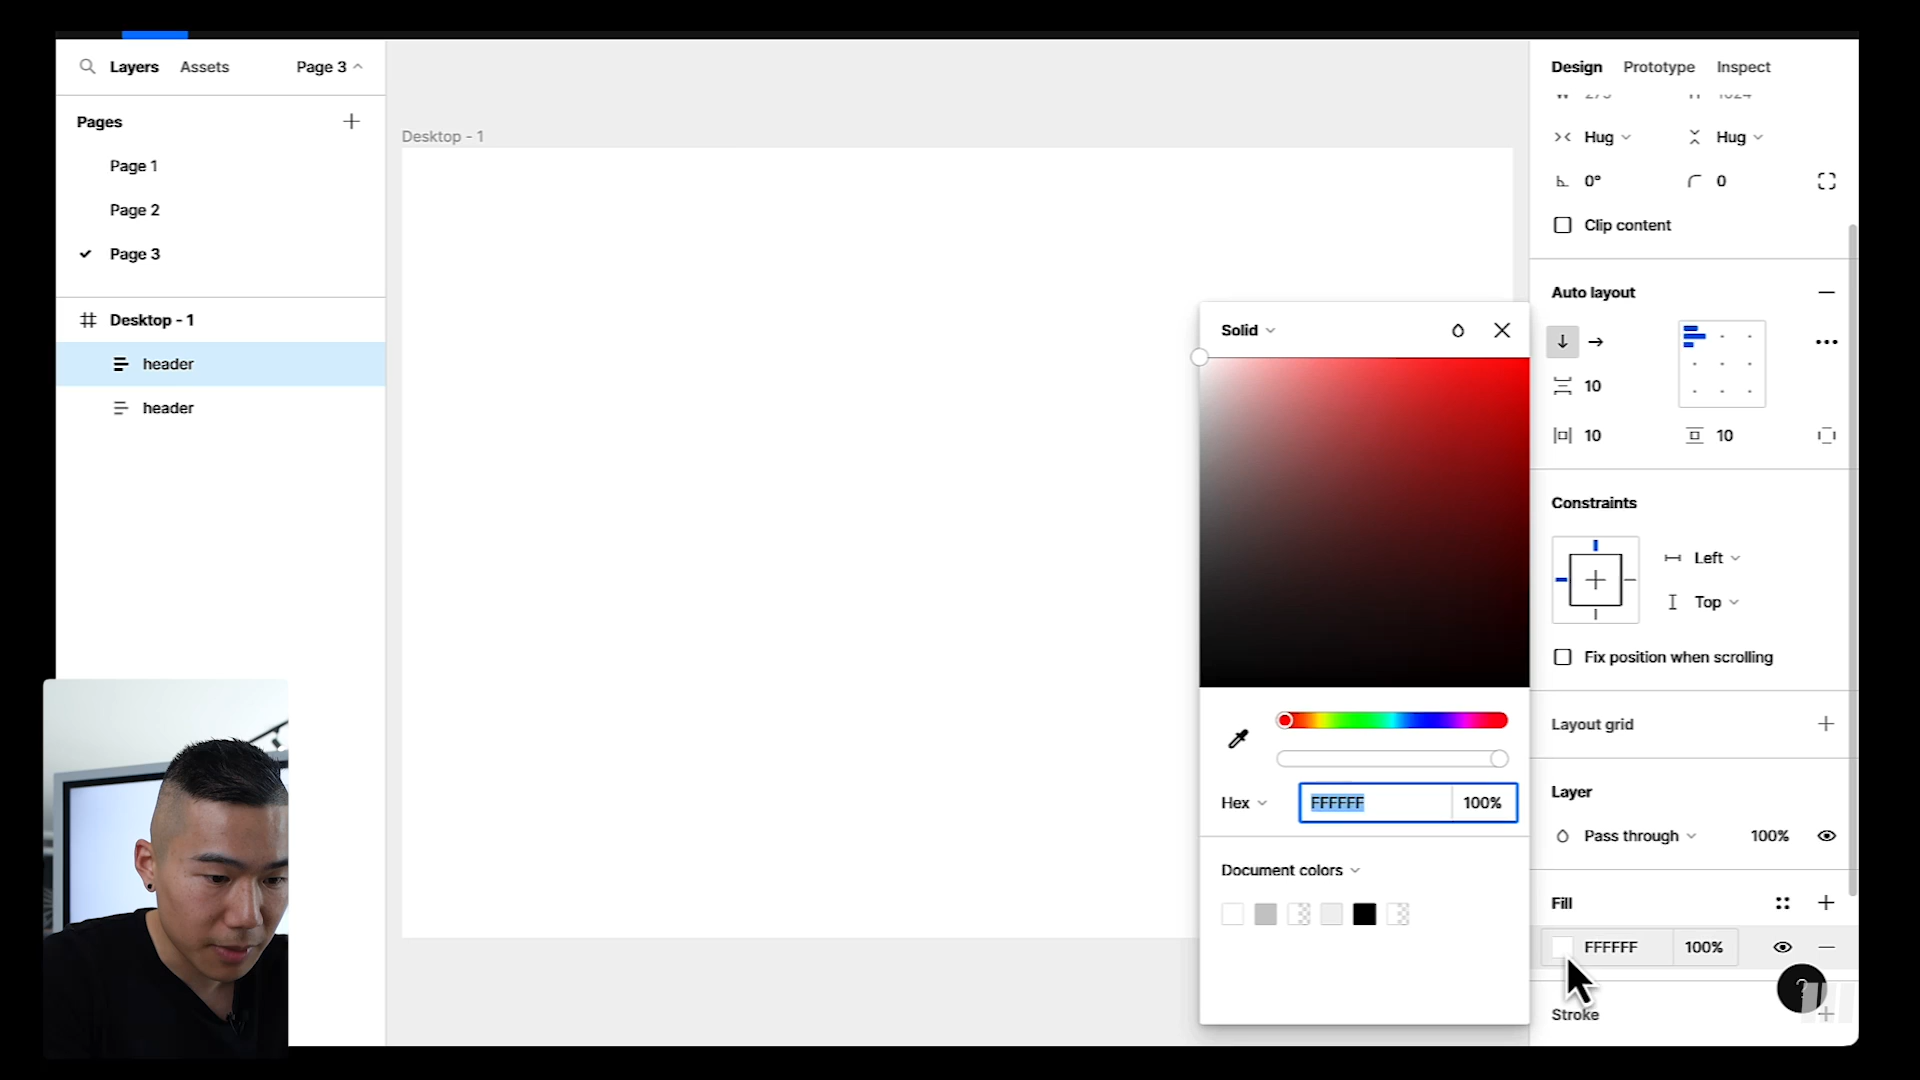 Layers Assets Page 3
Pages
Page 1
Page 2
Page 3
Desktop - 1
header
header
Desktop - 1
Solid
Hex FFFFFF 100%
Document colors
Design Prototype Inspect
Hug Hug
0° 0
Clip content
Auto layout
10
10 10
Constraints
Left
Top
Fix position when scrolling
Layout grid
Layer
Pass through 100%
Fill
FFFFFF 100%
?
Stroke